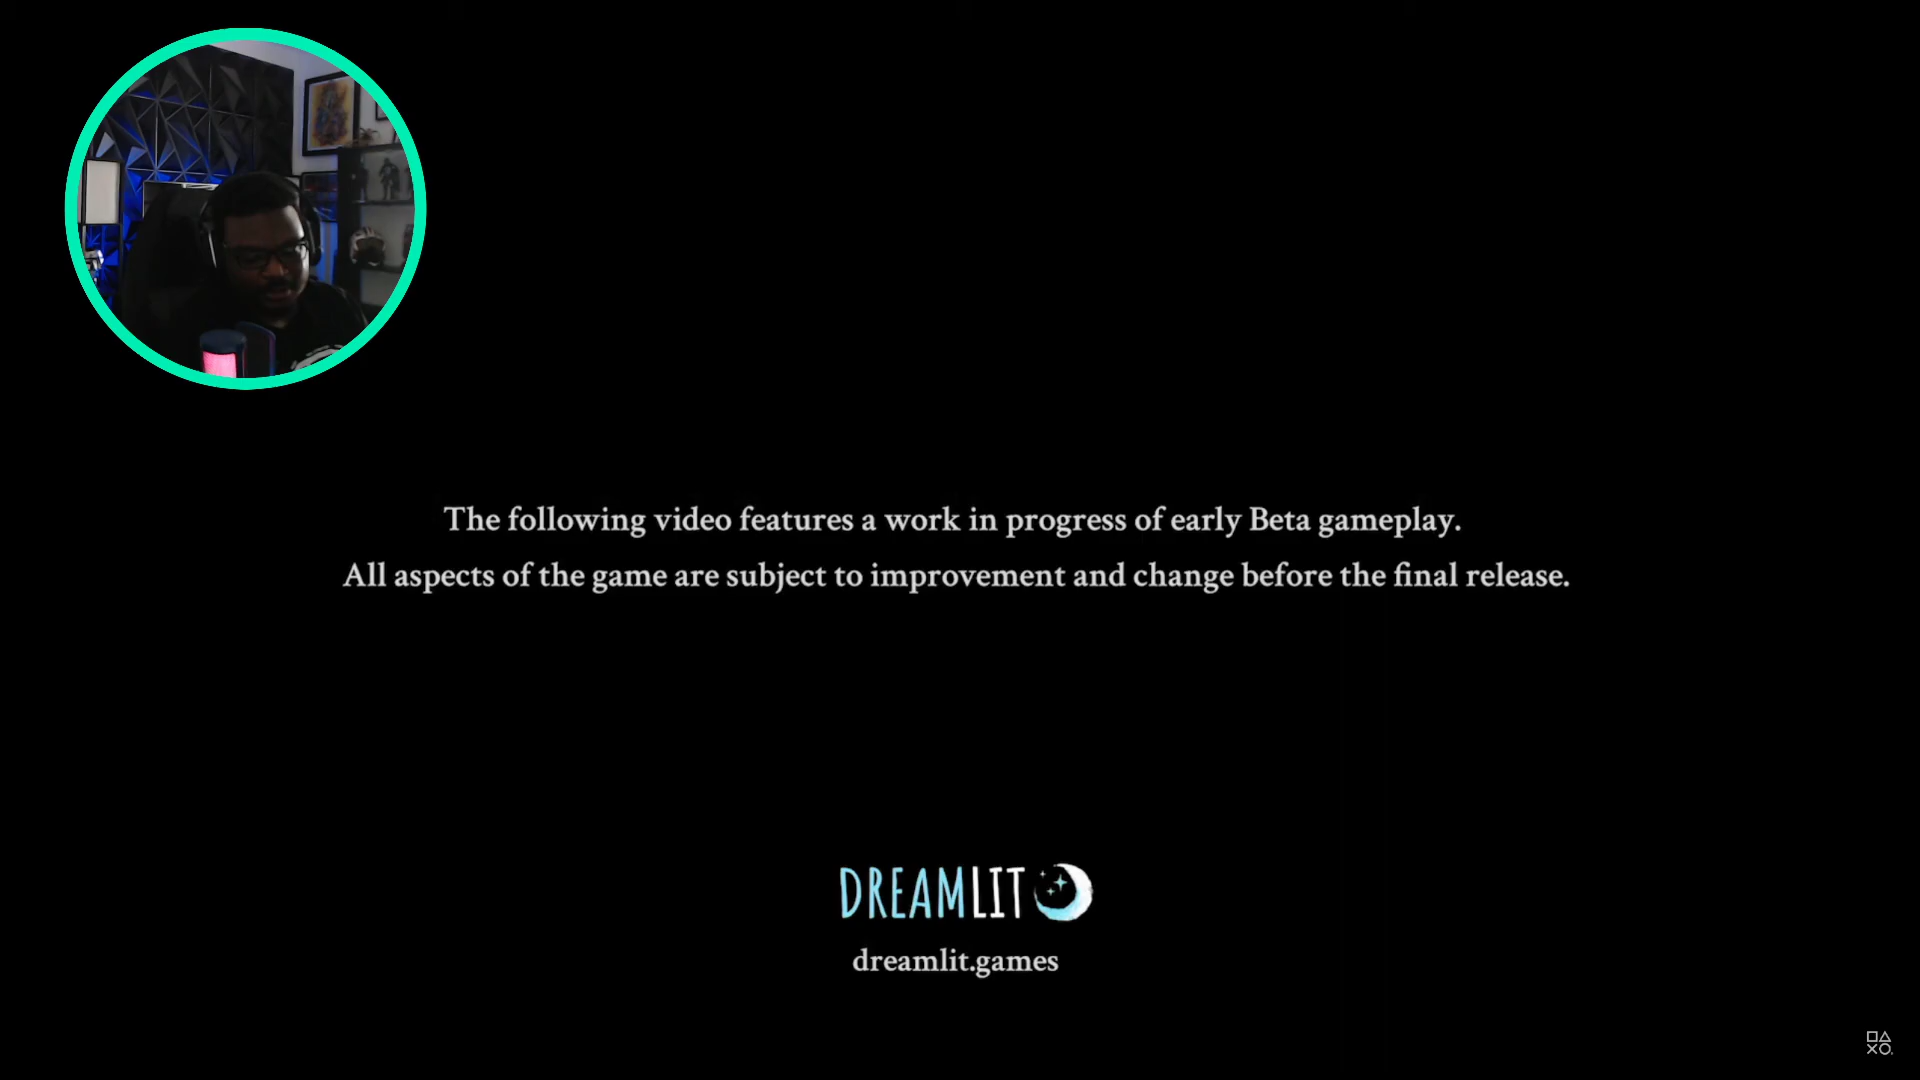 The following video features a work in progress of early Beta gameplay.
All aspects of the game are subject to improvement and change before the final release.
DREAMLIT
dreamlit.games